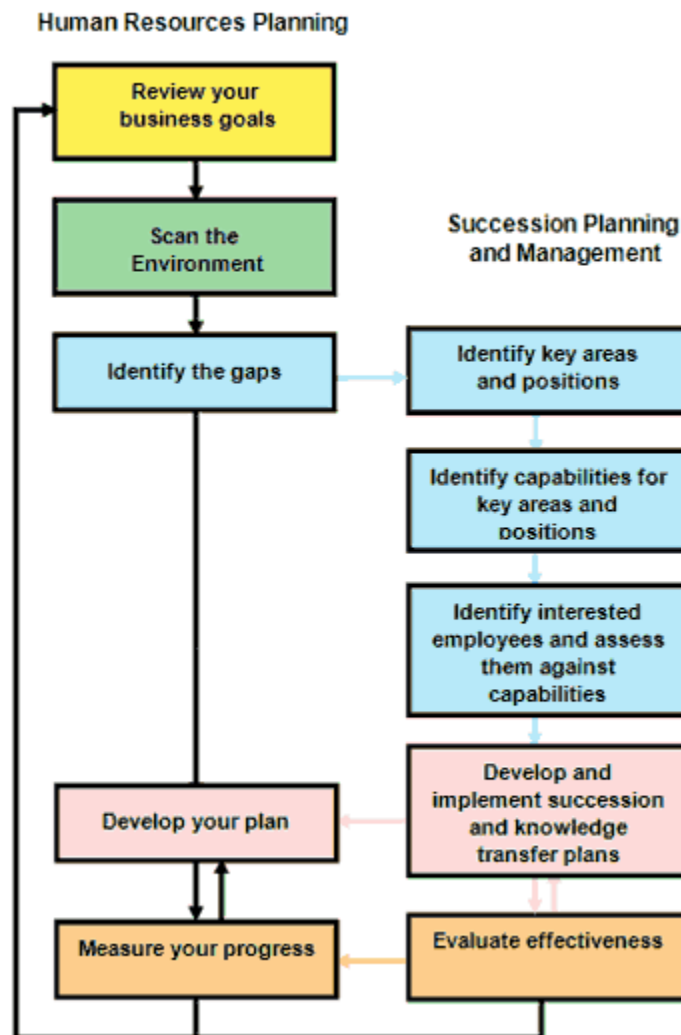 Human Resources Planning
Review your
business goals
Scan the
Environment
Identify the gaps
Develop your plan
Measure your progress
Succession Planning
and Management
Identify key areas
and positions
Identify capabilities for
key areas and
positions
Identify interested
employees and assess
them against
capabilities
Develop and
implement succession
and knowledge
transfer plans
Evaluate effectiveness